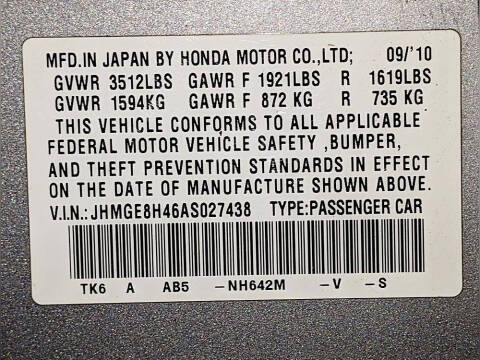 MFD.IN JAPAN BY HONDA MOTOR CO.,LTD; 09/'10
GVWR 3512LBS GAWR F 1921LBS R 1619LBS
GVWR 1594KG GAWR F 872 KG R 735 KG
THIS VEHICLE CONFORMS TO ALL APPLICABLE
FEDERAL MOTOR VEHICLE SAFETY ,BUMPER,
AND THEFT PREVENTION STANDARDS IN EFFECT
ON THE DATE OF MANUFACTURE SHOWN ABOVE.
V.I.N.: JHMGE8H46AS027438 TYPE:PASSENGER CAR
TK6 A AB5 -NH642M -V -S